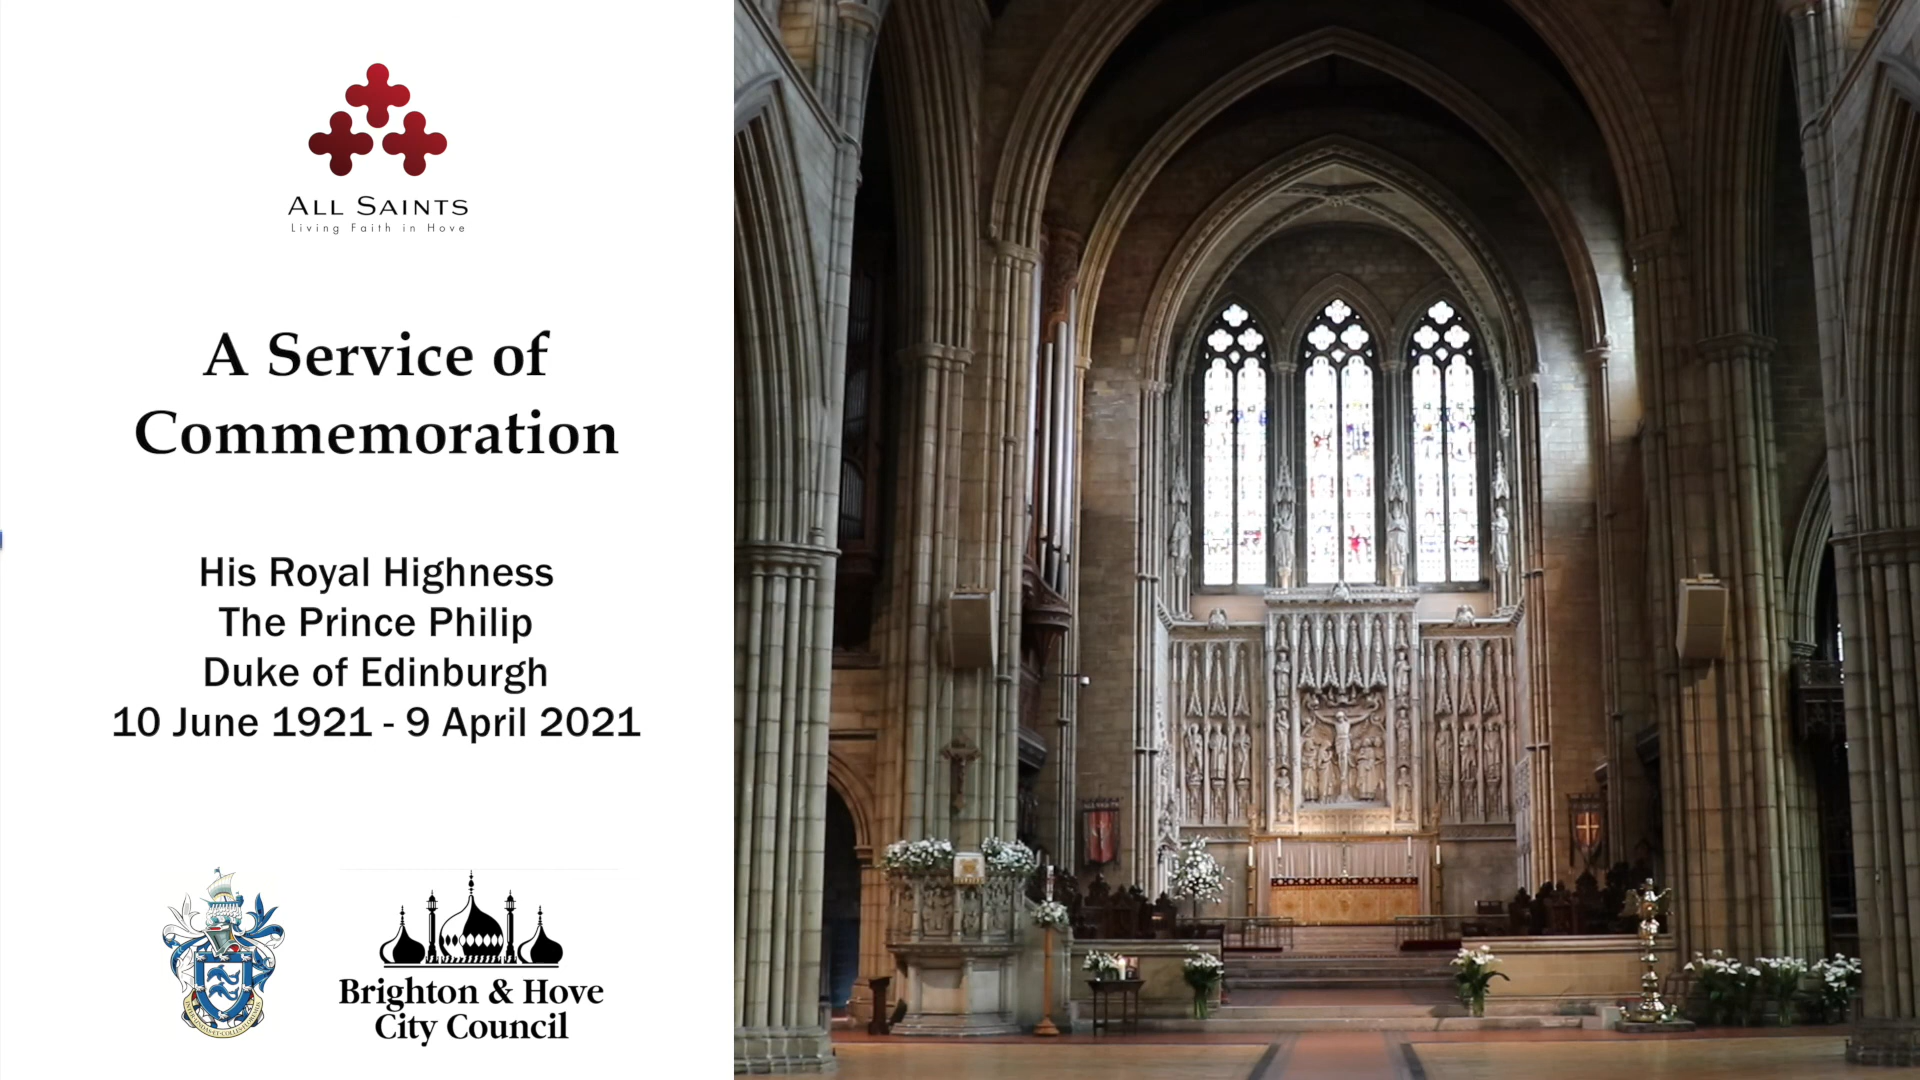 ALL SAINTS
Living Faith in Hove
A Service of
Commemoration
His Royal Highness
The Prince Philip
Duke of Edinburgh
10 June 1921 - 9 April 2021
Brighton & Hove
City Council